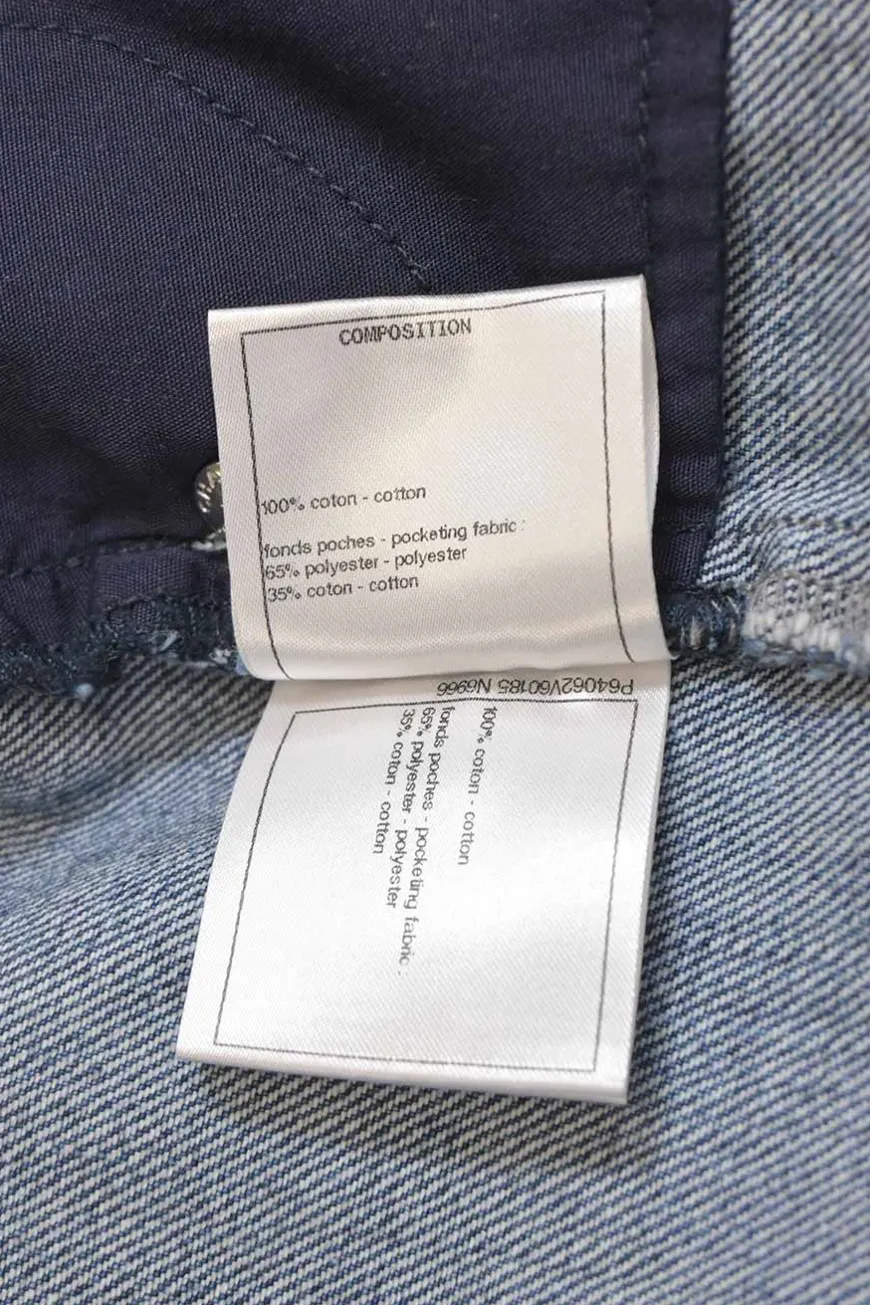 COMPOSITION
100% coton - cotton
fonds poches - pocketing fabric :
65% polyester - polyester
35% coton - cotton
P64062V60185 N6966
100% coton - cotton
fonds poches - pocketing fabric :
65% polyester - polyester
35% coton - cotton